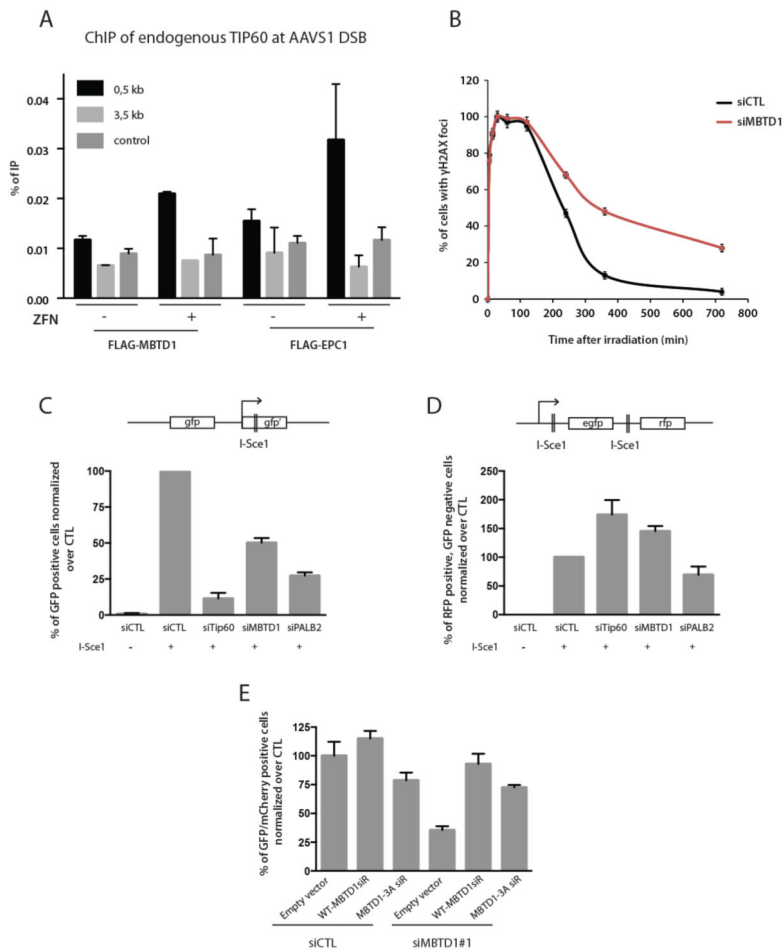 A
ChIP of endogenous TIP60 at AAVS1 DSB
% of IP
0.04
0.03
0.02
0.01
0.00
0,5 kb
3,5 kb
control
ZFN
- + - +
FLAG-MBTD1 FLAG-EPC1
B
% of cells with γH2AX foci
120
100
80
60
40
20
0
siCTL
siMBTD1
0 100 200 300 400 500 600 700 800
Time after irradiation (min)
C
gfp gfp'
I-Sce1
% of GFP positive cells normalized
over CTL
100
75
50
25
0
siCTL siCTL siTip60 siMBTD1 siPALB2
I-Sce1 - + + + +
D
egfp rfp
I-Sce1 I-Sce1
% of RFP positive, GFP negative cells
normalized over CTL
250
200
150
100
50
0
siCTL siCTL siTip60 siMBTD1 siPALB2
I-Sce1 - + + + +
E
% of GFP/mCherry positive cells
normalized over CTL
125
100
75
50
25
0
Empty vector
WT-MBTD1siR
MBTD1-3A siR
Empty vector
WT-MBTD1siR
MBTD1-3A siR
siCTL siMBTD1#1